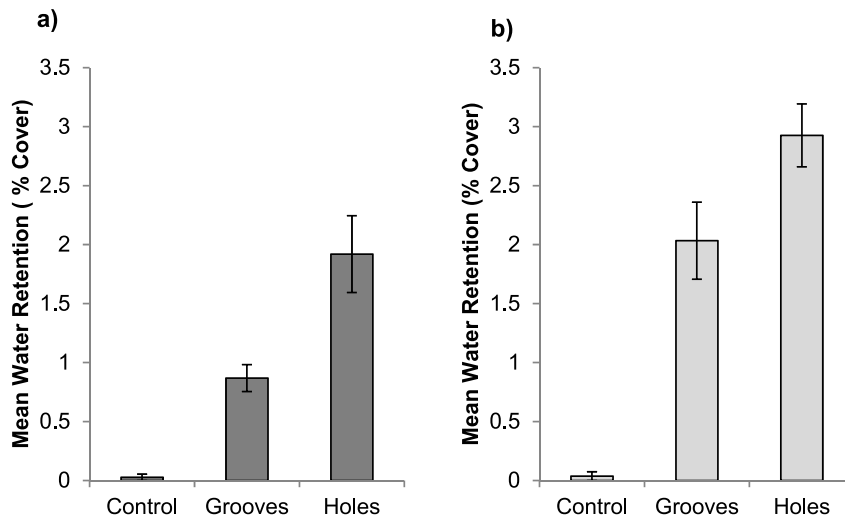 a)
Mean Water Retention ( % Cover)
3.5
3
2.5
2
1.5
1
0.5
0
Control Grooves Holes
b)
Mean Water Retention (% Cover)
3.5
3
2.5
2
1.5
1
0.5
0
Control Grooves Holes